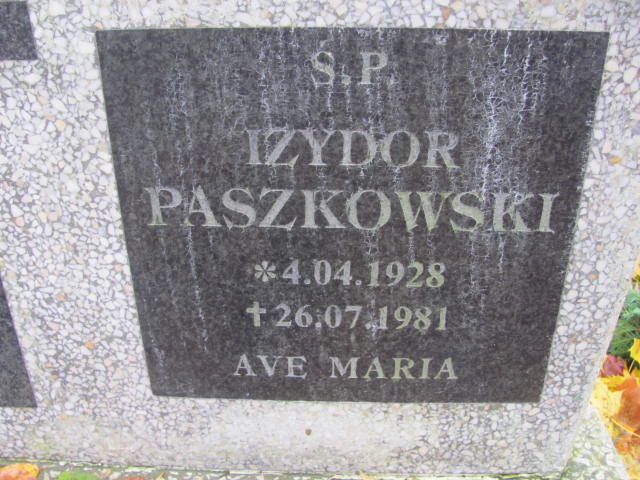 Ś.P.
IZYDOR
PASZKOWSKI
*4.04.1928
†26.07.1981
AVE MARIA